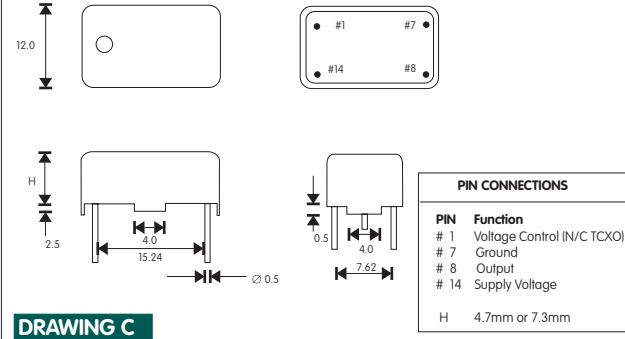 12.0
#1
#7
#14
#8
H
2.5
4.0
15.24
Ø 0.5
0.5
4.0
7.62
PIN CONNECTIONS
PIN Function
# 1 Voltage Control (N/C TCXO)
# 7 Ground
# 8 Output
# 14 Supply Voltage
H 4.7mm or 7.3mm
DRAWING C